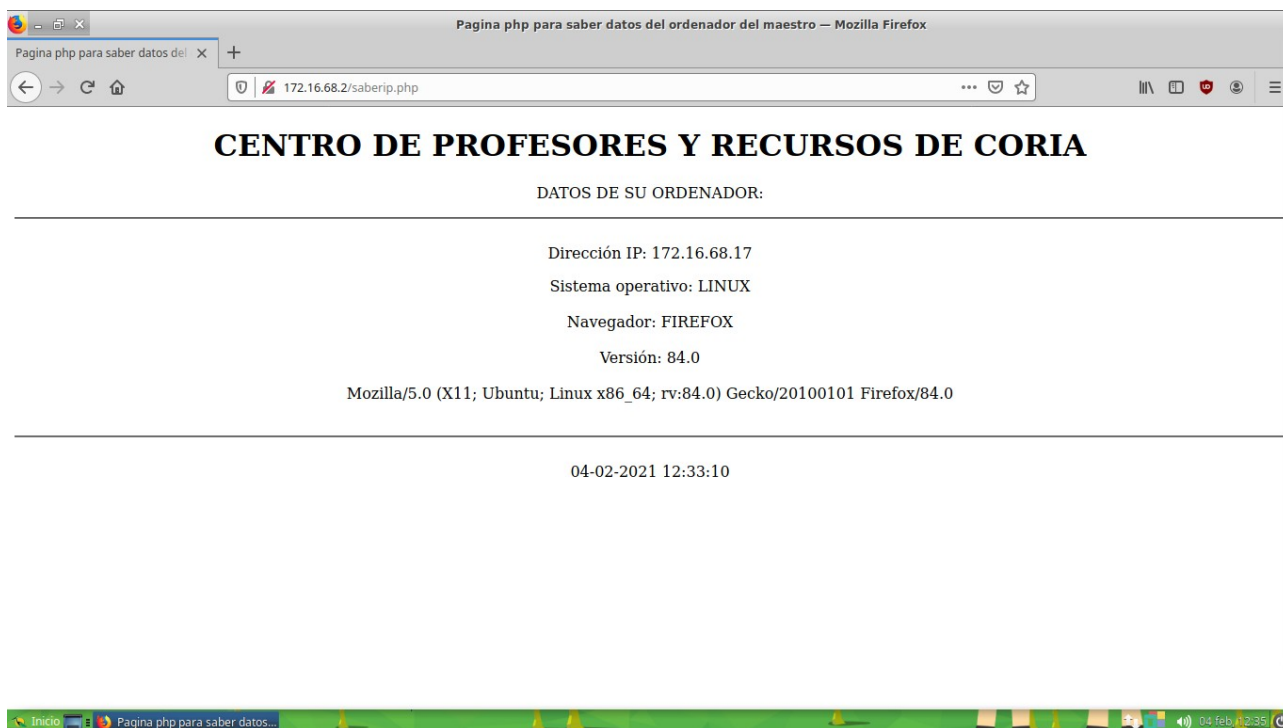 Pagina php para saber datos del ordenador del maestro — Mozilla Firefox
Pagina php para saber datos del
172.16.68.2/saberip.php
CENTRO DE PROFESORES Y RECURSOS DE CORIA
DATOS DE SU ORDENADOR:
Dirección IP: 172.16.68.17
Sistema operativo: LINUX
Navegador: FIREFOX
Versión: 84.0
Mozilla/5.0 (X11; Ubuntu; Linux x86_64; rv:84.0) Gecko/20100101 Firefox/84.0
04-02-2021 12:33:10
Inicio Pagina php para saber datos... 04 feb, 12:35